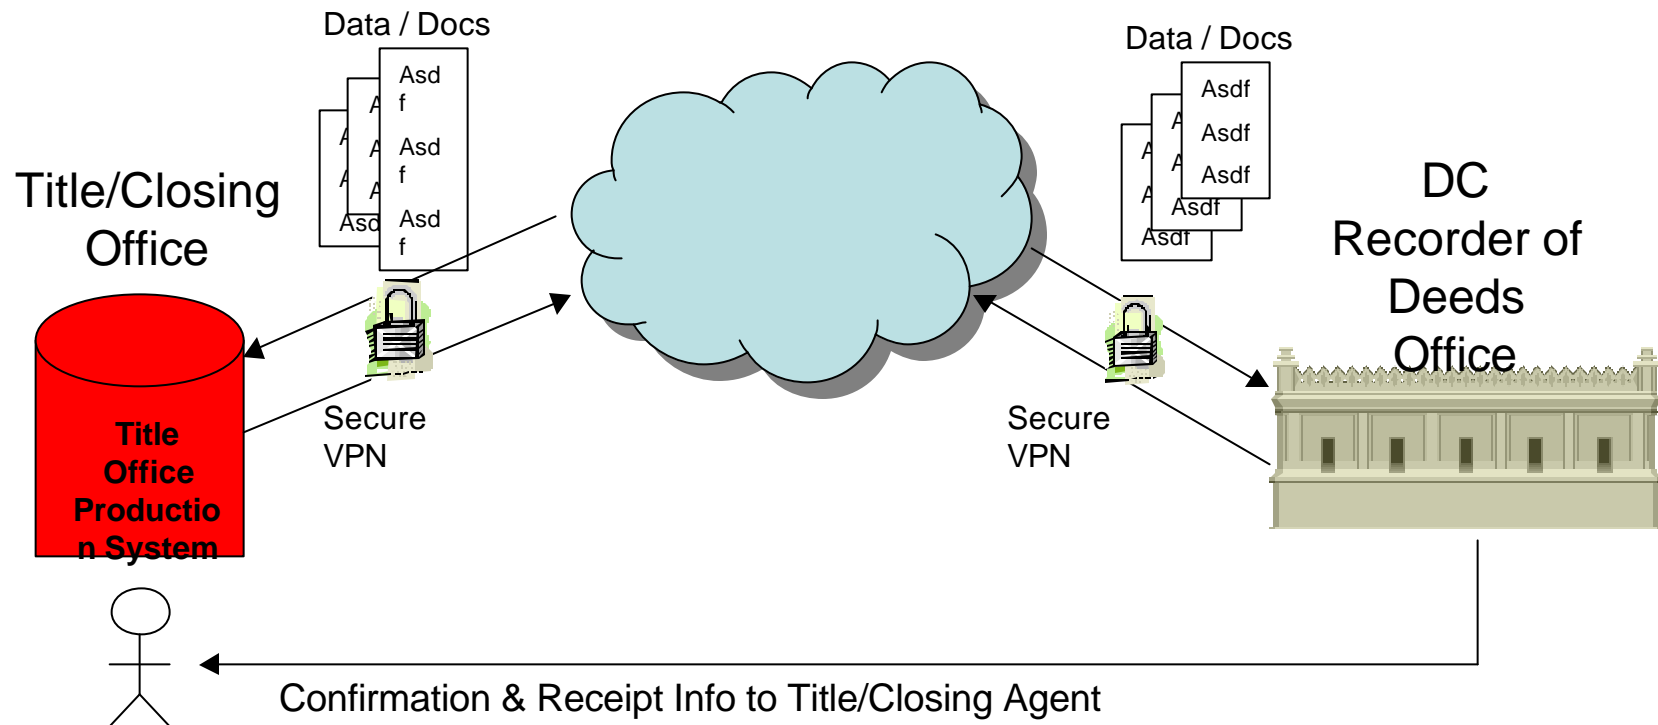 Data / Docs
Asd
f
Asd
f
Asd
f
A
A
A
A
A
Asd
Data / Docs
Asdf
Asdf
Asdf
A
A
Asdf
A
A
Asdf
Title/Closing
Office
DC
Recorder of
Deeds
Office
Title
Office
Productio
n System
Secure
VPN
Secure
VPN
Confirmation & Receipt Info to Title/Closing Agent